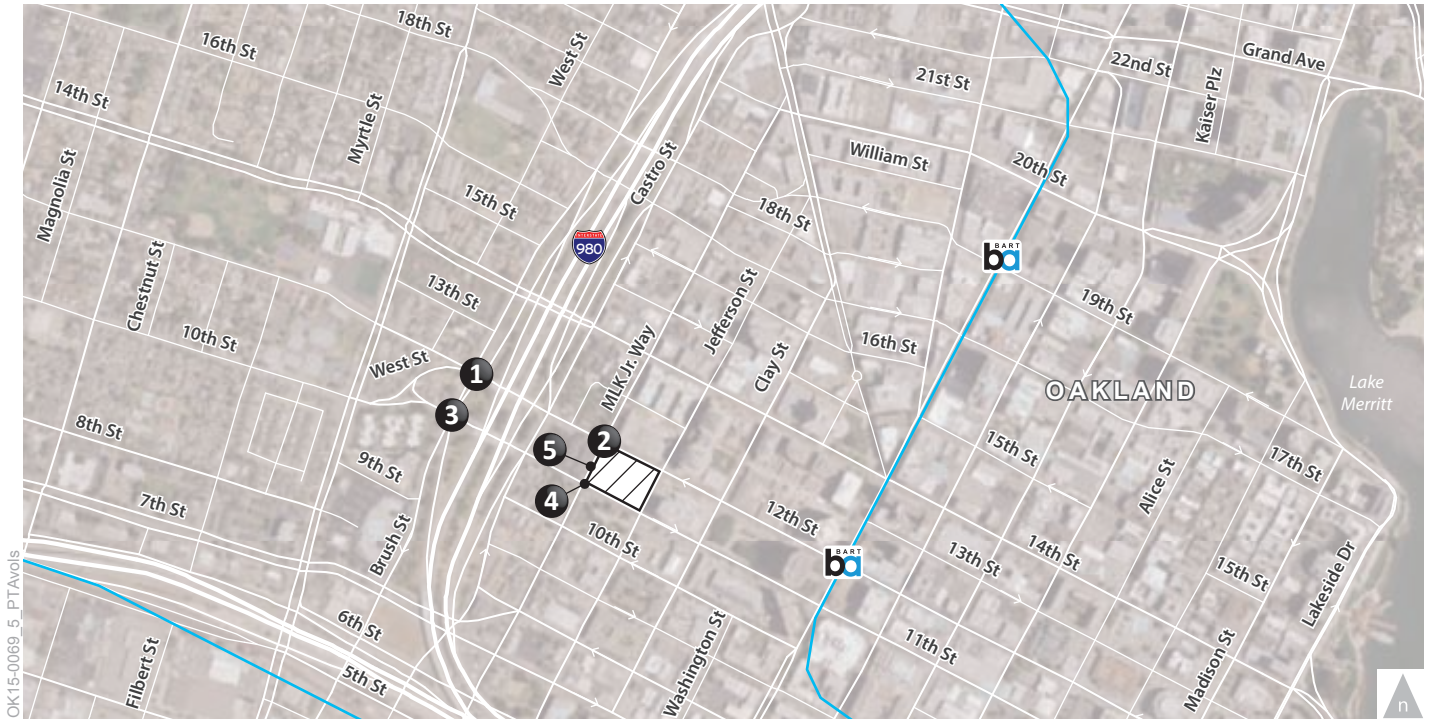 18th St
16th St
West St
Grand Ave
22nd St
21st St
Kaiser Plz
14th St
Myrtle St
William St
20th St
Castro St
Magnolia St
15th St
18th St
INTERSTATE
980
BART
ba
Chestnut St
13th St
Jefferson St
19th St
10th St
MLK Jr. Way
16th St
West St
Clay St
1
OAKLAND
Lake
Merritt
3
8th St
5
2
15th St
17th St
9th St
Alice St
4
7th St
12th St
10th St
Brush St
13th St
14th St
BART
ba
15th St
Lakeside Dr
6th St
11th St
Washington St
Madison St
Filbert St
5th St
OK15-0069_5_PTAvols
n